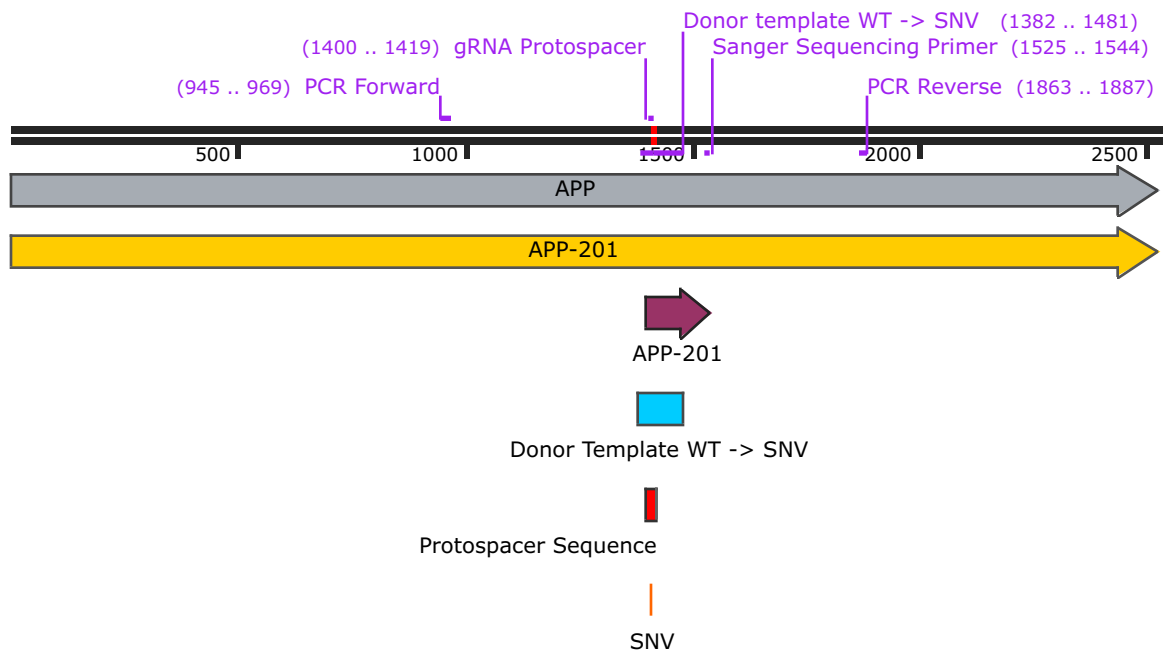 Donor template WT -> SNV (1382 .. 1481)
(1400 .. 1419) gRNA Protospacer Sanger Sequencing Primer (1525 .. 1544)
(945 .. 969) PCR Forward PCR Reverse (1863 .. 1887)
500 1000 1500 2000 2500
APP
APP-201
APP-201
Donor Template WT -> SNV
Protospacer Sequence
SNV